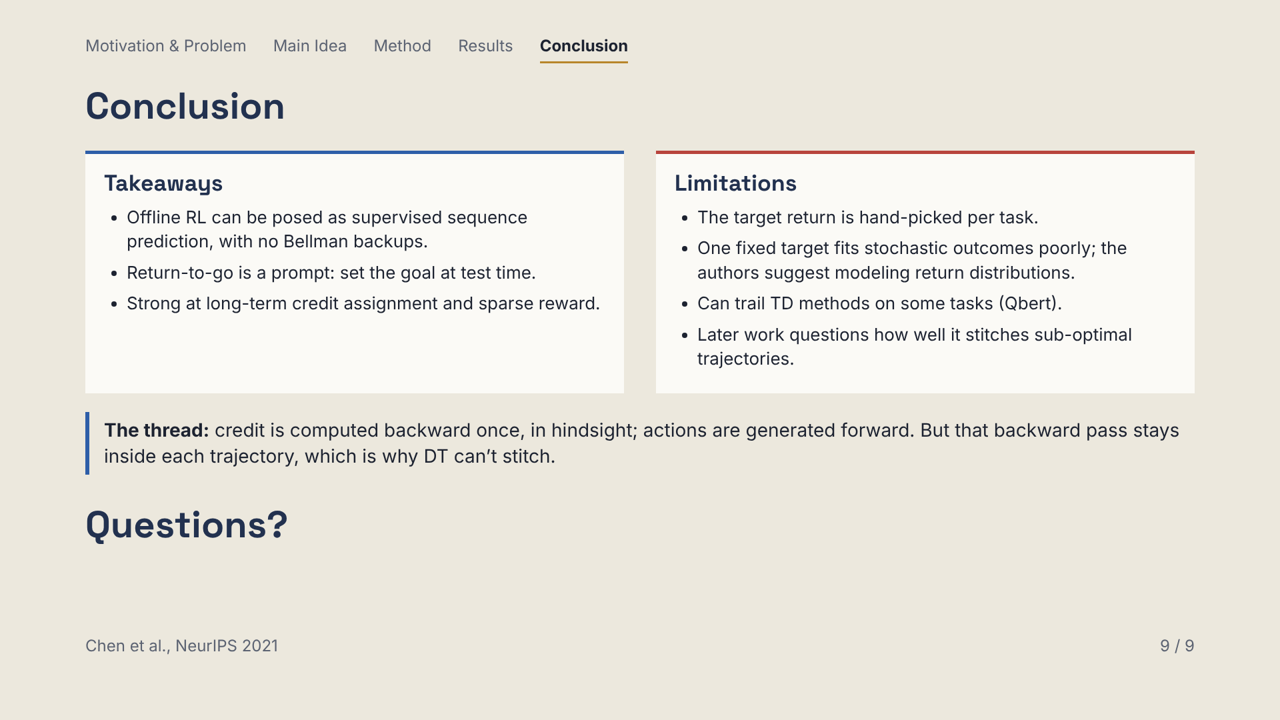 Motivation & Problem Main Idea Method Results Conclusion
Conclusion
Takeaways
• Offline RL can be posed as supervised sequence
prediction, with no Bellman backups.
• Return-to-go is a prompt: set the goal at test time.
• Strong at long-term credit assignment and sparse reward.
Limitations
• The target return is hand-picked per task.
• One fixed target fits stochastic outcomes poorly; the
authors suggest modeling return distributions.
• Can trail TD methods on some tasks (Qbert).
• Later work questions how well it stitches sub-optimal
trajectories.
The thread: credit is computed backward once, in hindsight; actions are generated forward. But that backward pass stays
inside each trajectory, which is why DT can’t stitch.
Questions?
Chen et al., NeurIPS 2021
9 / 9